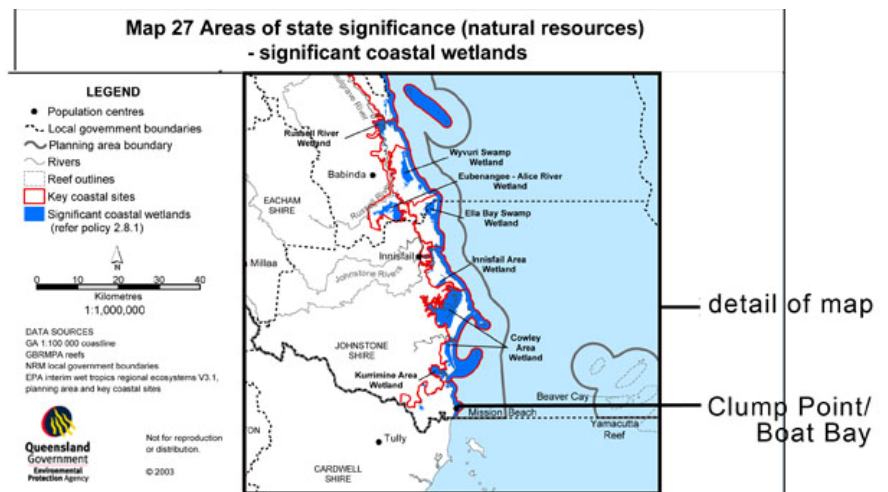 Map 27 Areas of state significance (natural resources)
- significant coastal wetlands
LEGEND
Population centres
Local government boundaries
Planning area boundary
Rivers
Reef outlines
Key coastal sites
Significant coastal wetlands
(refer policy 2.8.1)
N
0 10 20 30 40
Kilometres
1:1,000,000
DATA SOURCES
GA 1:100 000 coastline
GBRMPA reefs
NRM local government boundaries
EPA interim wet tropics regional ecosystems V3.1,
planning area and key coastal sites
Queensland
Government
Environmental
Protection Agency
Not for reproduction
or distribution.
© 2003
Mulgrave River
Russell River
Wetland
Wyvuri Swamp
Wetland
Babinda
Eubenangee - Alice River
Wetland
Russell River
EACHAM
SHIRE
Ella Bay Swamp
Wetland
Innisfail
Millaa
Johnstone River
Innisfail Area
Wetland
JOHNSTONE
SHIRE
Cowley
Area
Wetland
Kurrimine Area
Wetland
Mission Beach
Beaver Cay
Yamacutta
Reef
TON
Tully
CARDWELL
SHIRE
detail of map
Clump Point/
Boat Bay